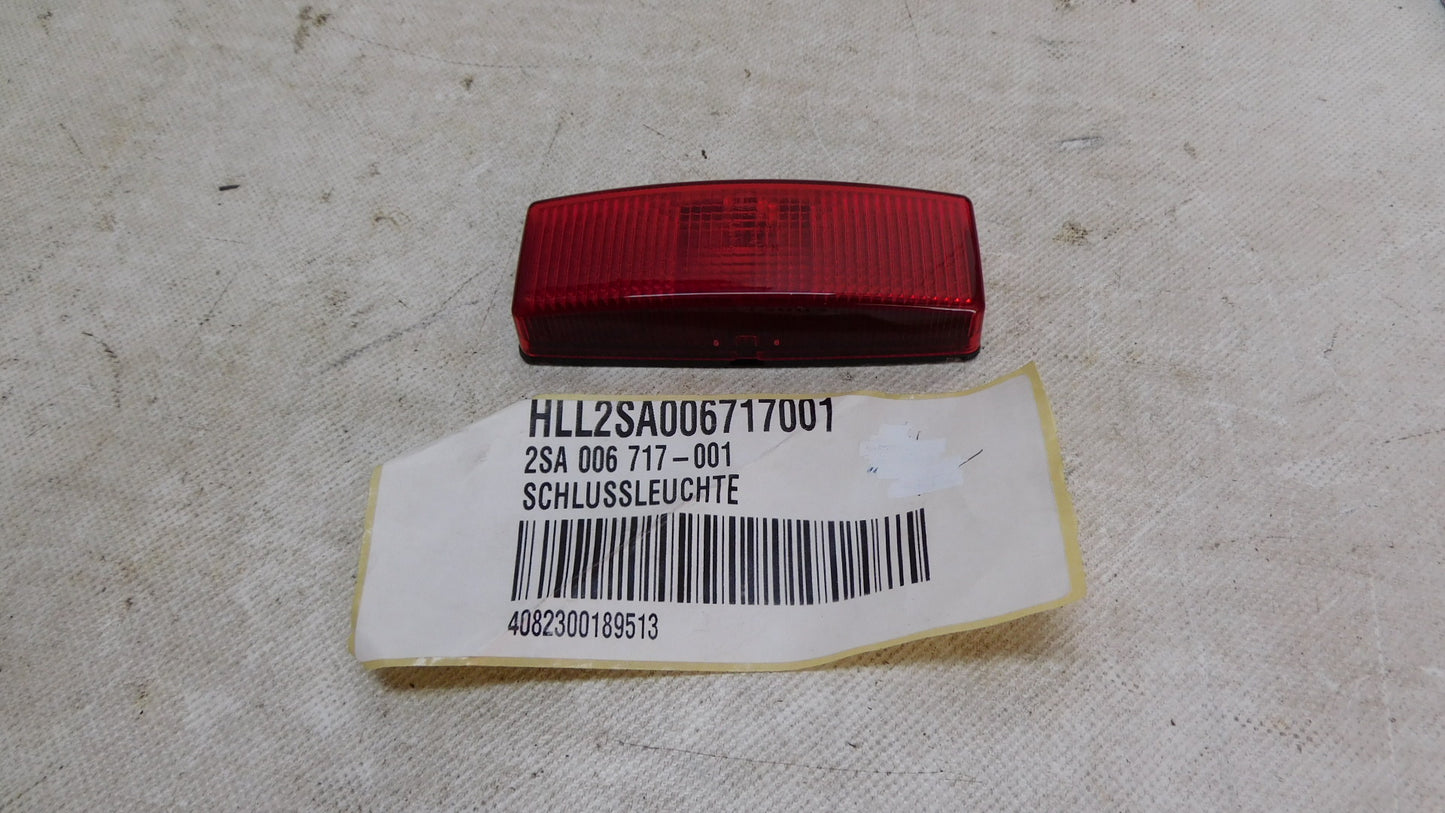 HLL2SA006717001
2SA 006 717-001
SCHLUSSLEUCHTE
4082300189513